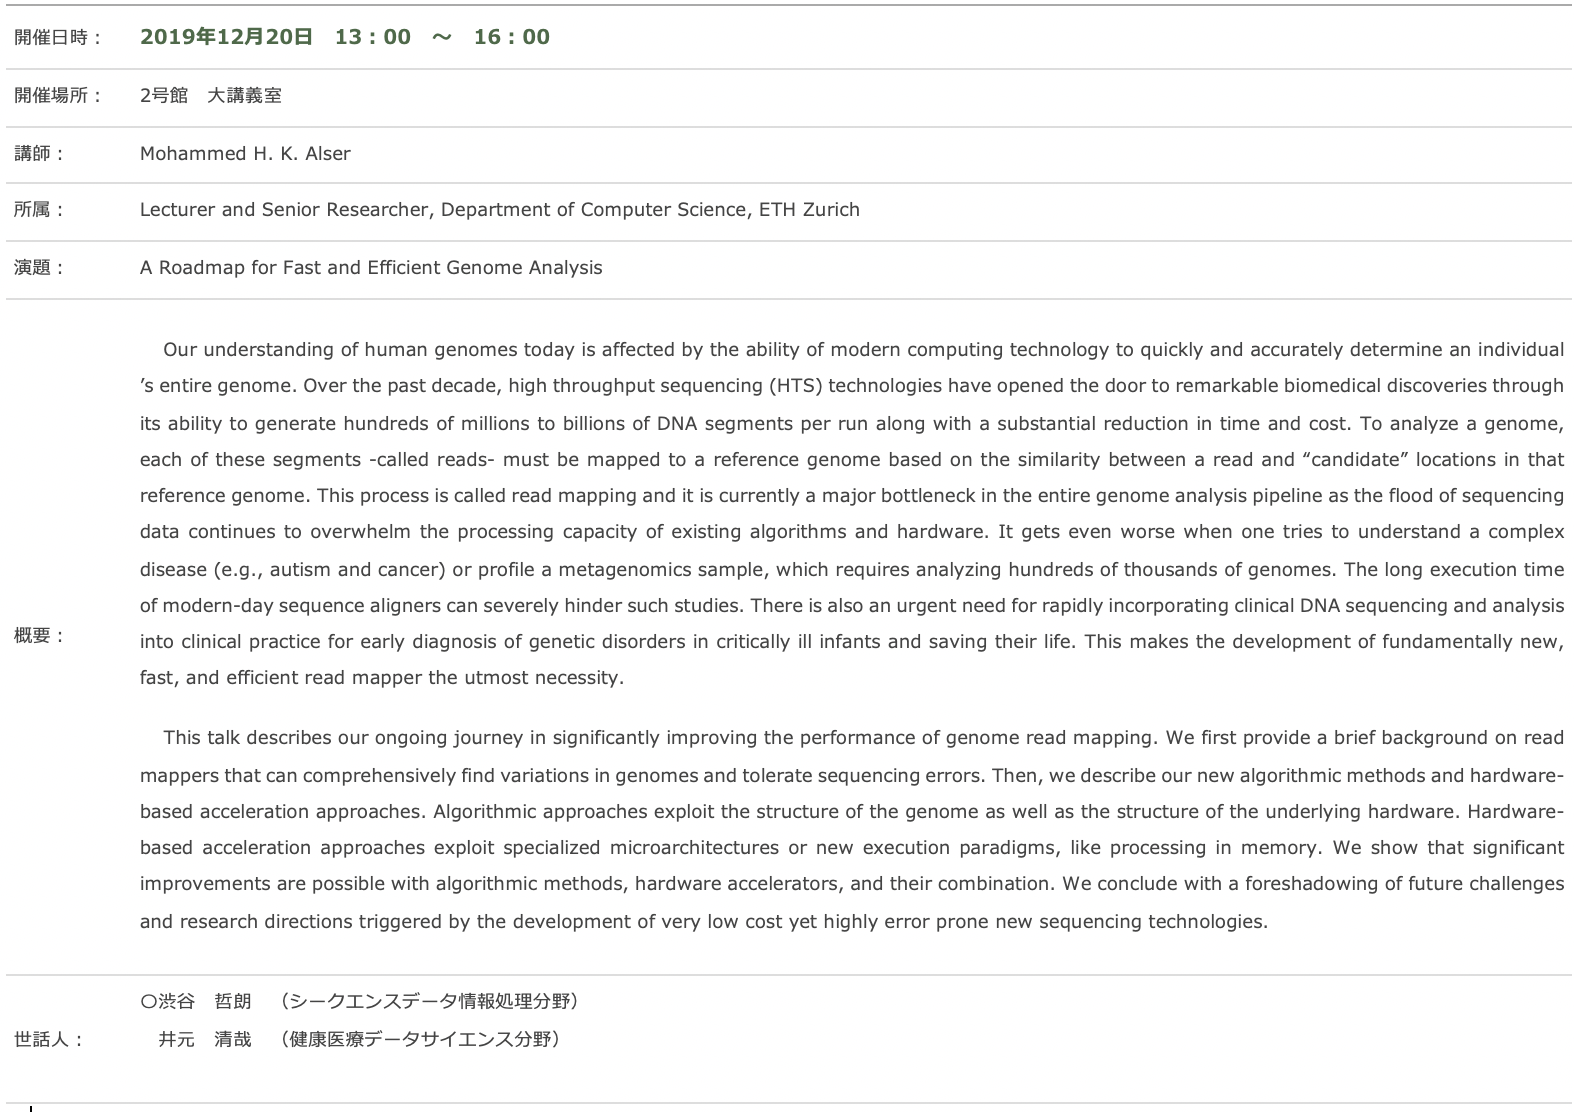 開催日時： 2019年12月20日　13：00　～　16：00
開催場所： 2号館　大講義室
講師： Mohammed H. K. Alser
所属： Lecturer and Senior Researcher, Department of Computer Science, ETH Zurich
演題： A Roadmap for Fast and Efficient Genome Analysis
概要：
Our understanding of human genomes today is affected by the ability of modern computing technology to quickly and accurately determine an individual
’s entire genome. Over the past decade, high throughput sequencing (HTS) technologies have opened the door to remarkable biomedical discoveries through
its ability to generate hundreds of millions to billions of DNA segments per run along with a substantial reduction in time and cost. To analyze a genome,
each of these segments -called reads- must be mapped to a reference genome based on the similarity between a read and “candidate” locations in that
reference genome. This process is called read mapping and it is currently a major bottleneck in the entire genome analysis pipeline as the flood of sequencing
data continues to overwhelm the processing capacity of existing algorithms and hardware. It gets even worse when one tries to understand a complex
disease (e.g., autism and cancer) or profile a metagenomics sample, which requires analyzing hundreds of thousands of genomes. The long execution time
of modern-day sequence aligners can severely hinder such studies. There is also an urgent need for rapidly incorporating clinical DNA sequencing and analysis
into clinical practice for early diagnosis of genetic disorders in critically ill infants and saving their life. This makes the development of fundamentally new,
fast, and efficient read mapper the utmost necessity.
This talk describes our ongoing journey in significantly improving the performance of genome read mapping. We first provide a brief background on read
mappers that can comprehensively find variations in genomes and tolerate sequencing errors. Then, we describe our new algorithmic methods and hardware-
based acceleration approaches. Algorithmic approaches exploit the structure of the genome as well as the structure of the underlying hardware. Hardware-
based acceleration approaches exploit specialized microarchitectures or new execution paradigms, like processing in memory. We show that significant
improvements are possible with algorithmic methods, hardware accelerators, and their combination. We conclude with a foreshadowing of future challenges
and research directions triggered by the development of very low cost yet highly error prone new sequencing technologies.
世話人：
〇渋谷　哲朗　（シークエンスデータ情報処理分野）
井元　清哉　（健康医療データサイエンス分野）